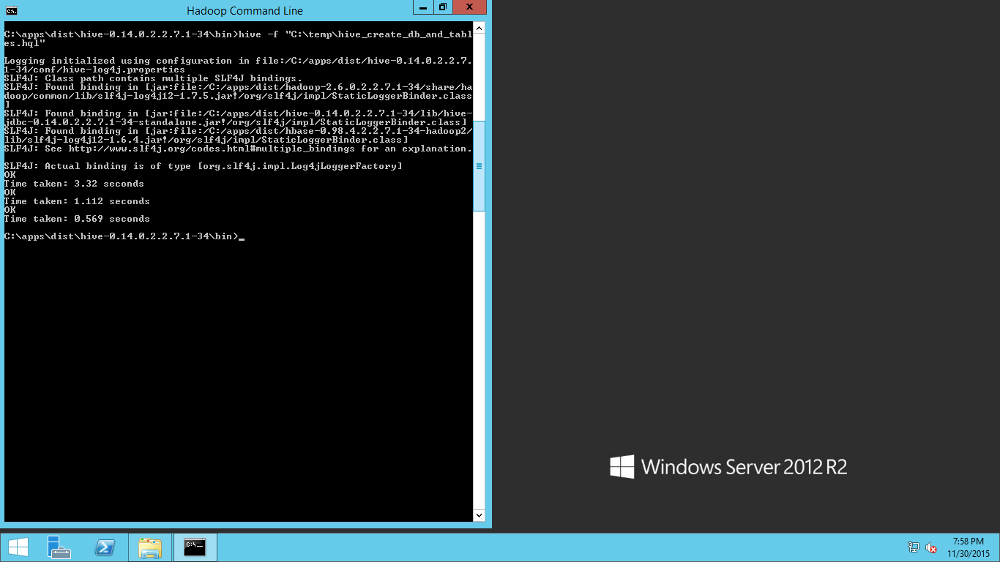 Hadoop Command Line
C:\apps\dist\hive-0.14.0.2.2.7.1-34\bin>hive -f "C:\temp\hive_create_db_and_tabl
es.hql"
Logging initialized using configuration in file:/C:/apps/dist/hive-0.14.0.2.2.7.
1-34/conf/hive-log4j.properties
SLF4J: Class path contains multiple SLF4J bindings.
SLF4J: Found binding in [jar:file:/C:/apps/dist/hadoop-2.6.0.2.2.7.1-34/share/ha
doop/common/lib/slf4j-log4j12-1.7.5.jar!/org/slf4j/impl/StaticLoggerBinder.class
]
SLF4J: Found binding in [jar:file:/C:/apps/dist/hive-0.14.0.2.2.7.1-34/lib/hive-
jdbc-0.14.0.2.2.7.1-34-standalone.jar!/org/slf4j/impl/StaticLoggerBinder.class]
SLF4J: Found binding in [jar:file:/C:/apps/dist/hbase-0.98.4.2.2.7.1-34-hadoop2/
lib/slf4j-log4j12-1.6.4.jar!/org/slf4j/impl/StaticLoggerBinder.class]
SLF4J: See http://www.slf4j.org/codes.html#multiple_bindings for an explanation.
SLF4J: Actual binding is of type [org.slf4j.impl.Log4jLoggerFactory]
OK
Time taken: 3.32 seconds
OK
Time taken: 1.112 seconds
OK
Time taken: 0.569 seconds
C:\apps\dist\hive-0.14.0.2.2.7.1-34\bin>_
Windows Server 2012 R2
7:58 PM
11/30/2015